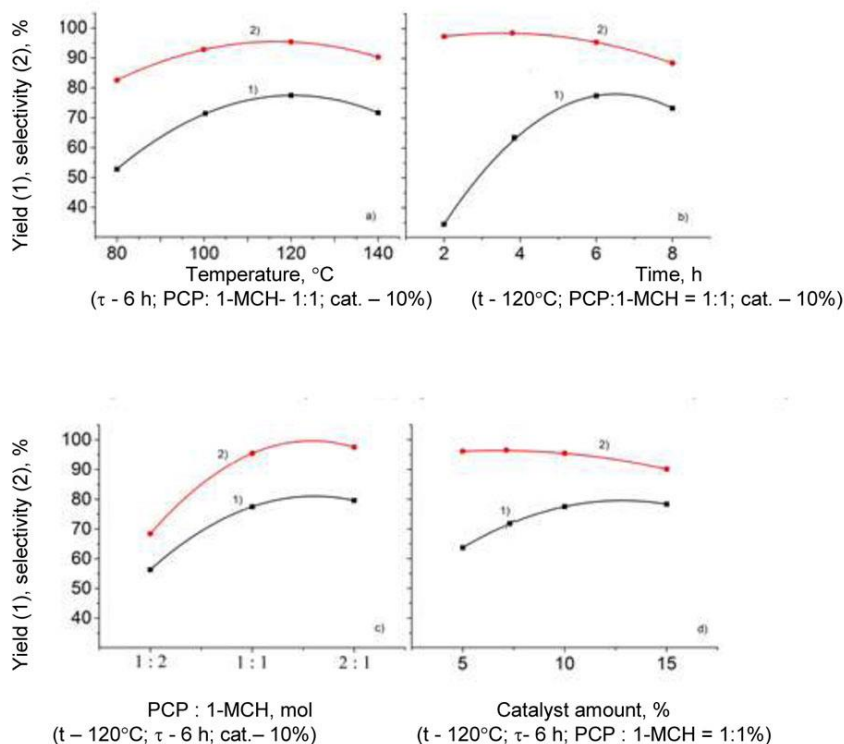 Yield (1), selectivity (2), %
100
90
80
70
60
50
40
2)
1)
a)
80 100 120 140
Temperature, °C
(τ - 6 h; PCP: 1-MCH- 1:1; cat. – 10%)
2)
1)
b)
2 4 6 8
Time, h
(t - 120°C; PCP:1-MCH = 1:1; cat. – 10%)
Yield (1), selectivity (2), %
100
90
80
70
60
50
40
2)
1)
c)
1 : 2 1 : 1 2 : 1
PCP : 1-MCH, mol
(t – 120°C; τ - 6 h; cat.– 10%)
2)
1)
d)
5 10 15
Catalyst amount, %
(t - 120°C; τ- 6 h; PCP : 1-MCH = 1:1%)